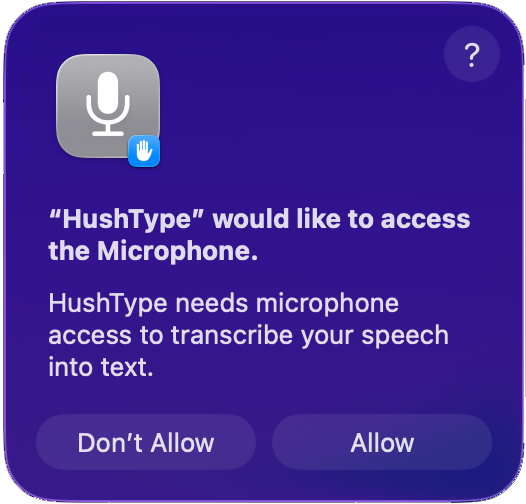 ?
“HushType” would like to access
the Microphone.
HushType needs microphone
access to transcribe your speech
into text.
Don’t Allow
Allow